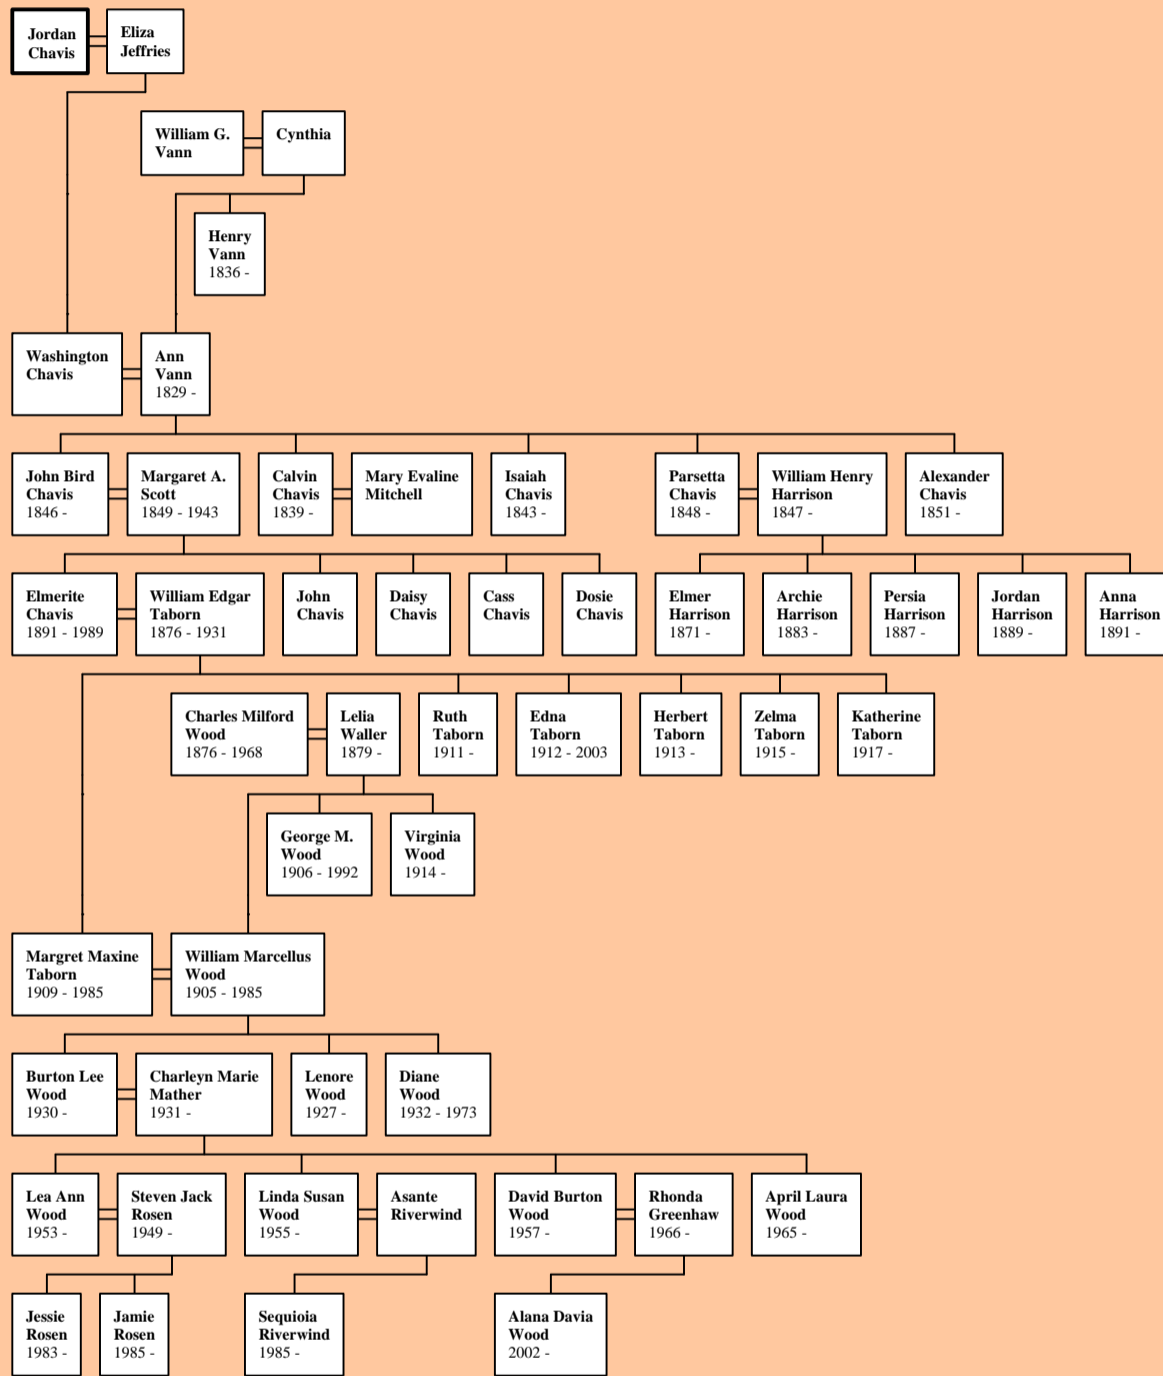 Jordan
Chavis
Eliza
Jeffries
William G.
Vann
Cynthia
Henry
Vann
1836 -
Washington
Chavis
Ann
Vann
1829 -
John Bird
Chavis
1846 -
Margaret A.
Scott
1849 - 1943
Calvin
Chavis
1839 -
Mary Evaline
Mitchell
Isaiah
Chavis
1843 -
Parsetta
Chavis
1848 -
William Henry
Harrison
1847 -
Alexander
Chavis
1851 -
Elmerite
Chavis
1891 - 1989
William Edgar
Taborn
1876 - 1931
John
Chavis
Daisy
Chavis
Cass
Chavis
Dosie
Chavis
Elmer
Harrison
1871 -
Archie
Harrison
1883 -
Persia
Harrison
1887 -
Jordan
Harrison
1889 -
Anna
Harrison
1891 -
Charles Milford
Wood
1876 - 1968
Lelia
Waller
1879 -
Ruth
Taborn
1911 -
Edna
Taborn
1912 - 2003
Herbert
Taborn
1913 -
Zelma
Taborn
1915 -
Katherine
Taborn
1917 -
George M.
Wood
1906 - 1992
Virginia
Wood
1914 -
Margret Maxine
Taborn
1909 - 1985
William Marcellus
Wood
1905 - 1985
Burton Lee
Wood
1930 -
Charleyn Marie
Mather
1931 -
Lenore
Wood
1927 -
Diane
Wood
1932 - 1973
Lea Ann
Wood
1953 -
Steven Jack
Rosen
1949 -
Linda Susan
Wood
1955 -
Asante
Riverwind
David Burton
Wood
1957 -
Rhonda
Greenhaw
1966 -
April Laura
Wood
1965 -
Jessie
Rosen
1983 -
Jamie
Rosen
1985 -
Sequioia
Riverwind
1985 -
Alana Davia
Wood
2002 -